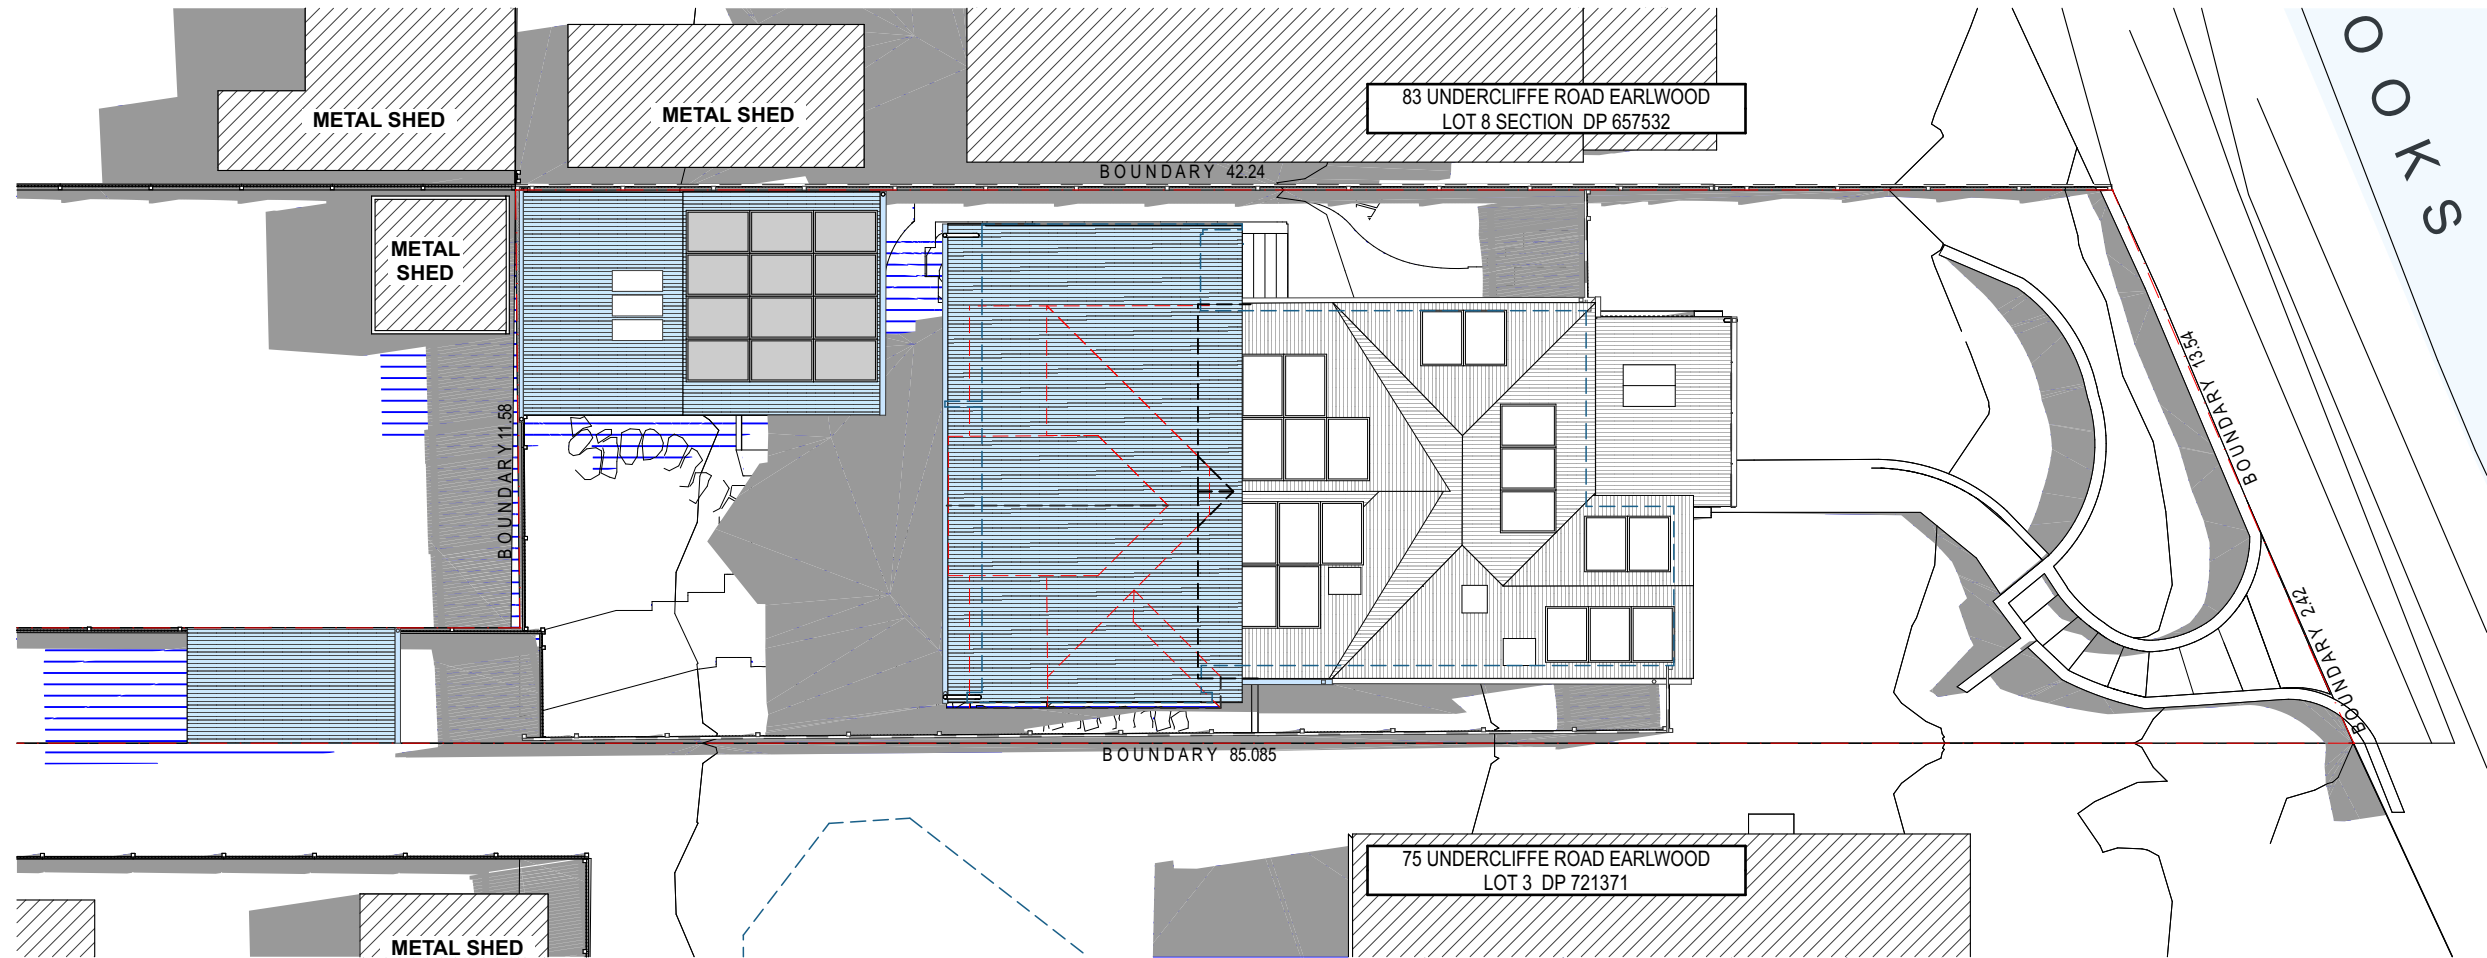 METAL SHED
METAL SHED
83 UNDERCLIFFE ROAD EARLWOOD
LOT 8 SECTION  DP 657532
OOKS
BOUNDARY 42.24
METAL
SHED
BOUNDARY 13.54
BOUNDARY 11.58
BOUNDARY 2.42
BOUNDARY 85.085
75 UNDERCLIFFE ROAD EARLWOOD
LOT 3  DP 721371
METAL SHED